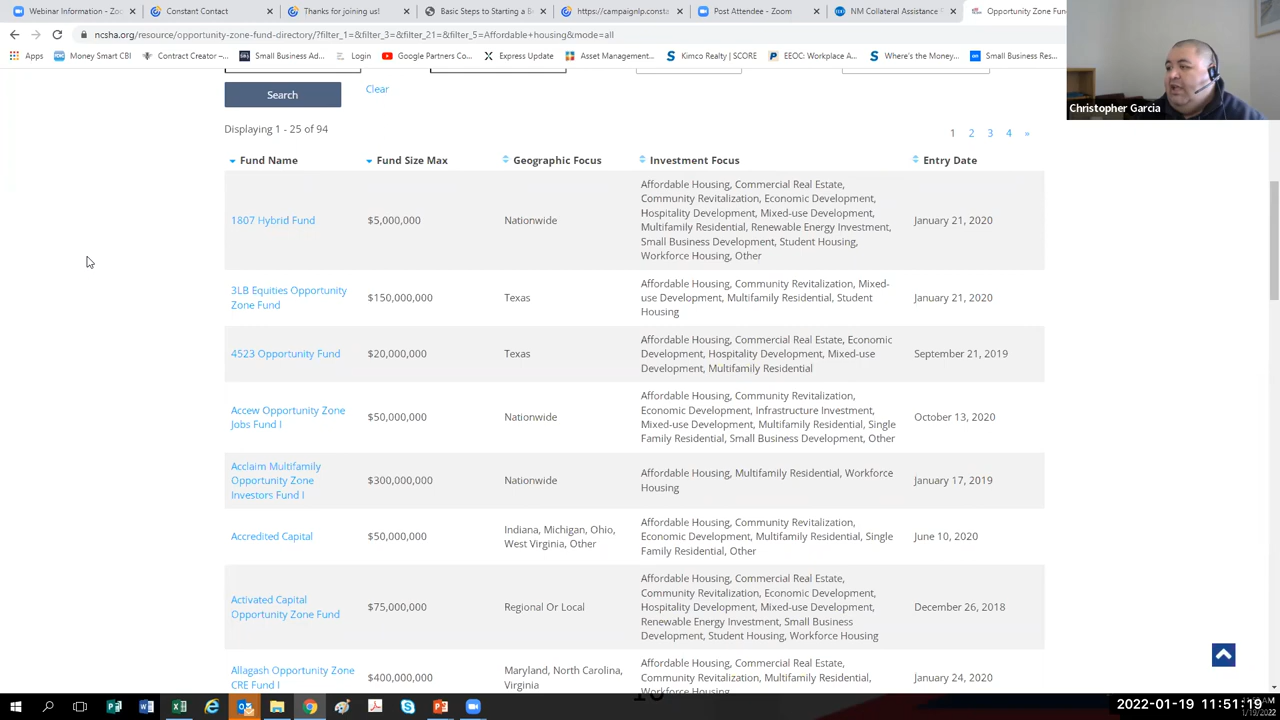 Webinar Information - Zo
Constant Contact
Thanks for joining us!
Basic Steps to Starting a B
https://campaignlp.consta
Post Attendee - Zoom
NM Collateral Assistance S
Opportunity Zone Fund
ncsha.org/resource/opportunity-zone-fund-directory/?filter_1=&filter_3=&filter_21=&filter_5=Affordable+housing&mode=all
Apps
Money Smart CBI
Contract Creator –...
Small Business Ad...
Login
Google Partners Co...
Express Update
Asset Management...
Kimco Realty | SCORE
EEOC: Workplace A...
Where's the Money...
Small Business Res...
Christopher Garcia
Search
Clear
Displaying 1 - 25 of 94
1 2 3 4 »
Fund Name
Fund Size Max
Geographic Focus
Investment Focus
Entry Date
1807 Hybrid Fund
$5,000,000
Nationwide
Affordable Housing, Commercial Real Estate,
Community Revitalization, Economic Development,
Hospitality Development, Mixed-use Development,
Multifamily Residential, Renewable Energy Investment,
Small Business Development, Student Housing,
Workforce Housing, Other
January 21, 2020
3LB Equities Opportunity
Zone Fund
$150,000,000
Texas
Affordable Housing, Community Revitalization, Mixed-
use Development, Multifamily Residential, Student
Housing
January 21, 2020
4523 Opportunity Fund
$20,000,000
Texas
Affordable Housing, Commercial Real Estate, Economic
Development, Hospitality Development, Mixed-use
Development, Multifamily Residential
September 21, 2019
Accew Opportunity Zone
Jobs Fund I
$50,000,000
Nationwide
Affordable Housing, Community Revitalization,
Economic Development, Infrastructure Investment,
Mixed-use Development, Multifamily Residential, Single
Family Residential, Small Business Development, Other
October 13, 2020
Acclaim Multifamily
Opportunity Zone
Investors Fund I
$300,000,000
Nationwide
Affordable Housing, Multifamily Residential, Workforce
Housing
January 17, 2019
Accredited Capital
$50,000,000
Indiana, Michigan, Ohio,
West Virginia, Other
Affordable Housing, Community Revitalization,
Economic Development, Multifamily Residential, Single
Family Residential, Other
June 10, 2020
Activated Capital
Opportunity Zone Fund
$75,000,000
Regional Or Local
Affordable Housing, Commercial Real Estate,
Community Revitalization, Economic Development,
Hospitality Development, Mixed-use Development,
Renewable Energy Investment, Small Business
Development, Student Housing, Workforce Housing
December 26, 2018
Allagash Opportunity Zone
CRE Fund I
$400,000,000
Maryland, North Carolina,
Virginia
Affordable Housing, Commercial Real Estate,
Community Revitalization, Multifamily Residential,
Workforce Housing
January 24, 2020
2022-01-19 11:51:19